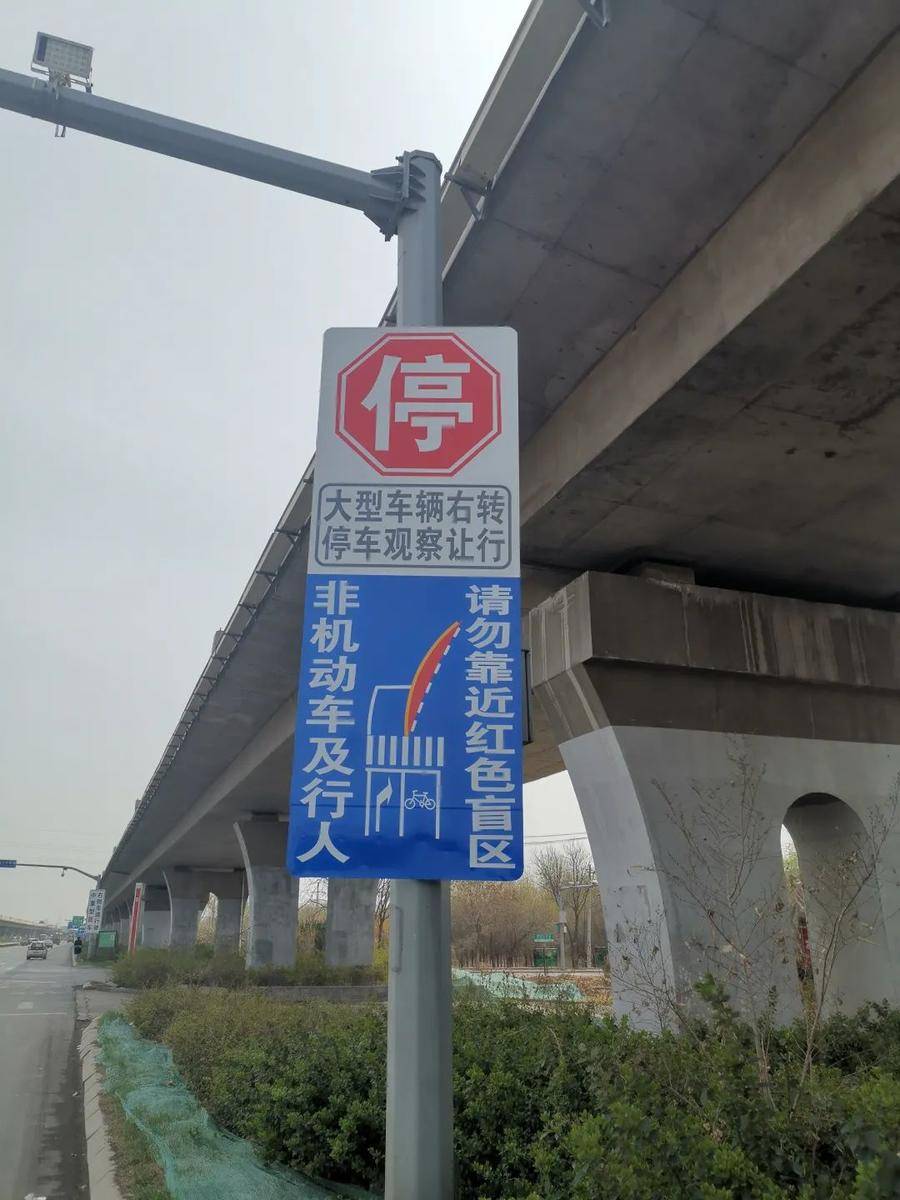 停
大型车辆右转
停车观察让行
非机动车及行人
请勿靠近红色盲区